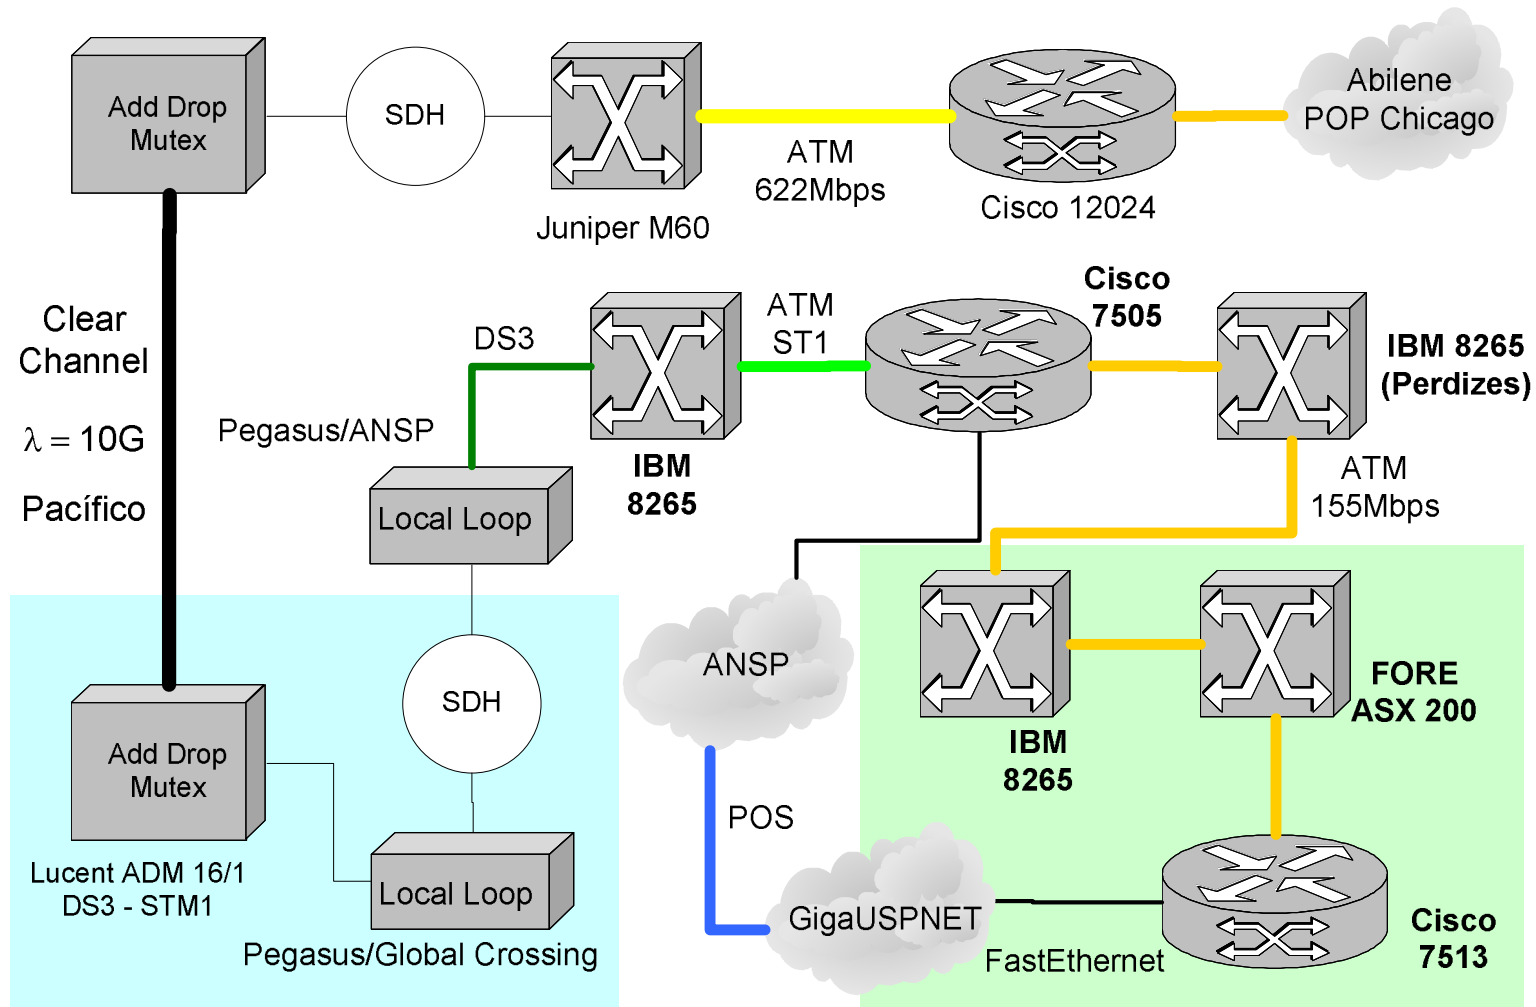 Add Drop
Mutex
SDH
Juniper M60
ATM
622Mbps
Cisco 12024
Abilene
POP Chicago
Clear
Channel
λ = 10G
Pacífico
Pegasus/ANSP
DS3
IBM
8265
ATM
ST1
Cisco
7505
IBM 8265
(Perdizes)
ATM
155Mbps
Local Loop
SDH
Add Drop
Mutex
Lucent ADM 16/1
DS3 - STM1
Local Loop
Pegasus/Global Crossing
ANSP
POS
GigaUSPNET
FastEthernet
IBM
8265
FORE
ASX 200
Cisco
7513